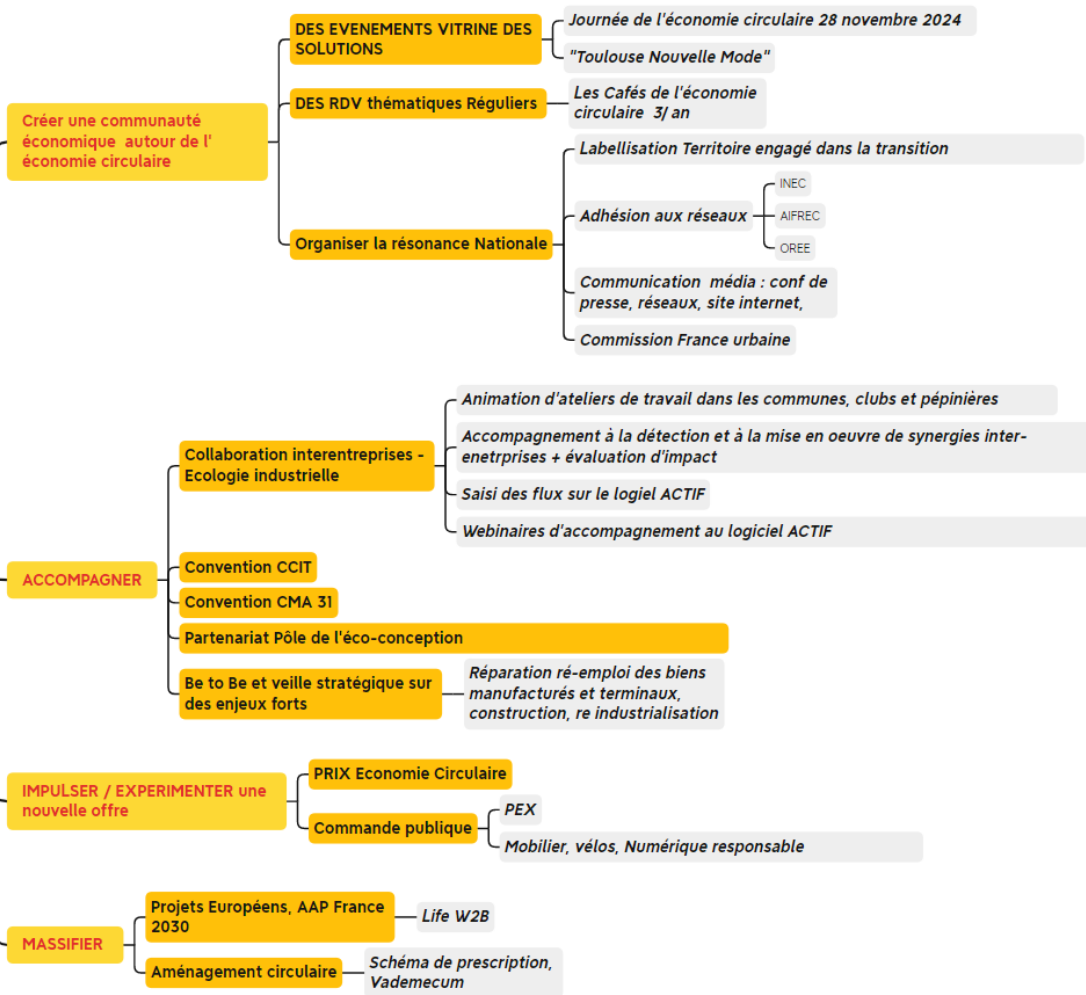 Créer une communauté
économique autour de l'
économie circulaire
DES EVENEMENTS VITRINE DES
SOLUTIONS
Journée de l'économie circulaire 28 novembre 2024
"Toulouse Nouvelle Mode"
DES RDV thématiques Réguliers
Les Cafés de l'économie
circulaire 3/ an
Organiser la résonance Nationale
Labellisation Territoire engagé dans la transition
Adhésion aux réseaux
INEC
AIFREC
OREE
Communication média : conf de
presse, réseaux, site internet,
Commission France urbaine
ACCOMPAGNER
Collaboration interentreprises -
Ecologie industrielle
Animation d'ateliers de travail dans les communes, clubs et pépinières
Accompagnement à la détection et à la mise en oeuvre de synergies inter-
enetrprises + évaluation d'impact
Saisi des flux sur le logiel ACTIF
Webinaires d'accompagnement au logiciel ACTIF
Convention CCIT
Convention CMA 31
Partenariat Pôle de l'éco-conception
Be to Be et veille stratégique sur
des enjeux forts
Réparation ré-emploi des biens
manufacturés et terminaux,
construction, re industrialisation
IMPULSER / EXPERIMENTER une
nouvelle offre
PRIX Economie Circulaire
Commande publique
PEX
Mobilier, vélos, Numérique responsable
MASSIFIER
Projets Européens, AAP France
2030
Life W2B
Aménagement circulaire
Schéma de prescription,
Vademecum